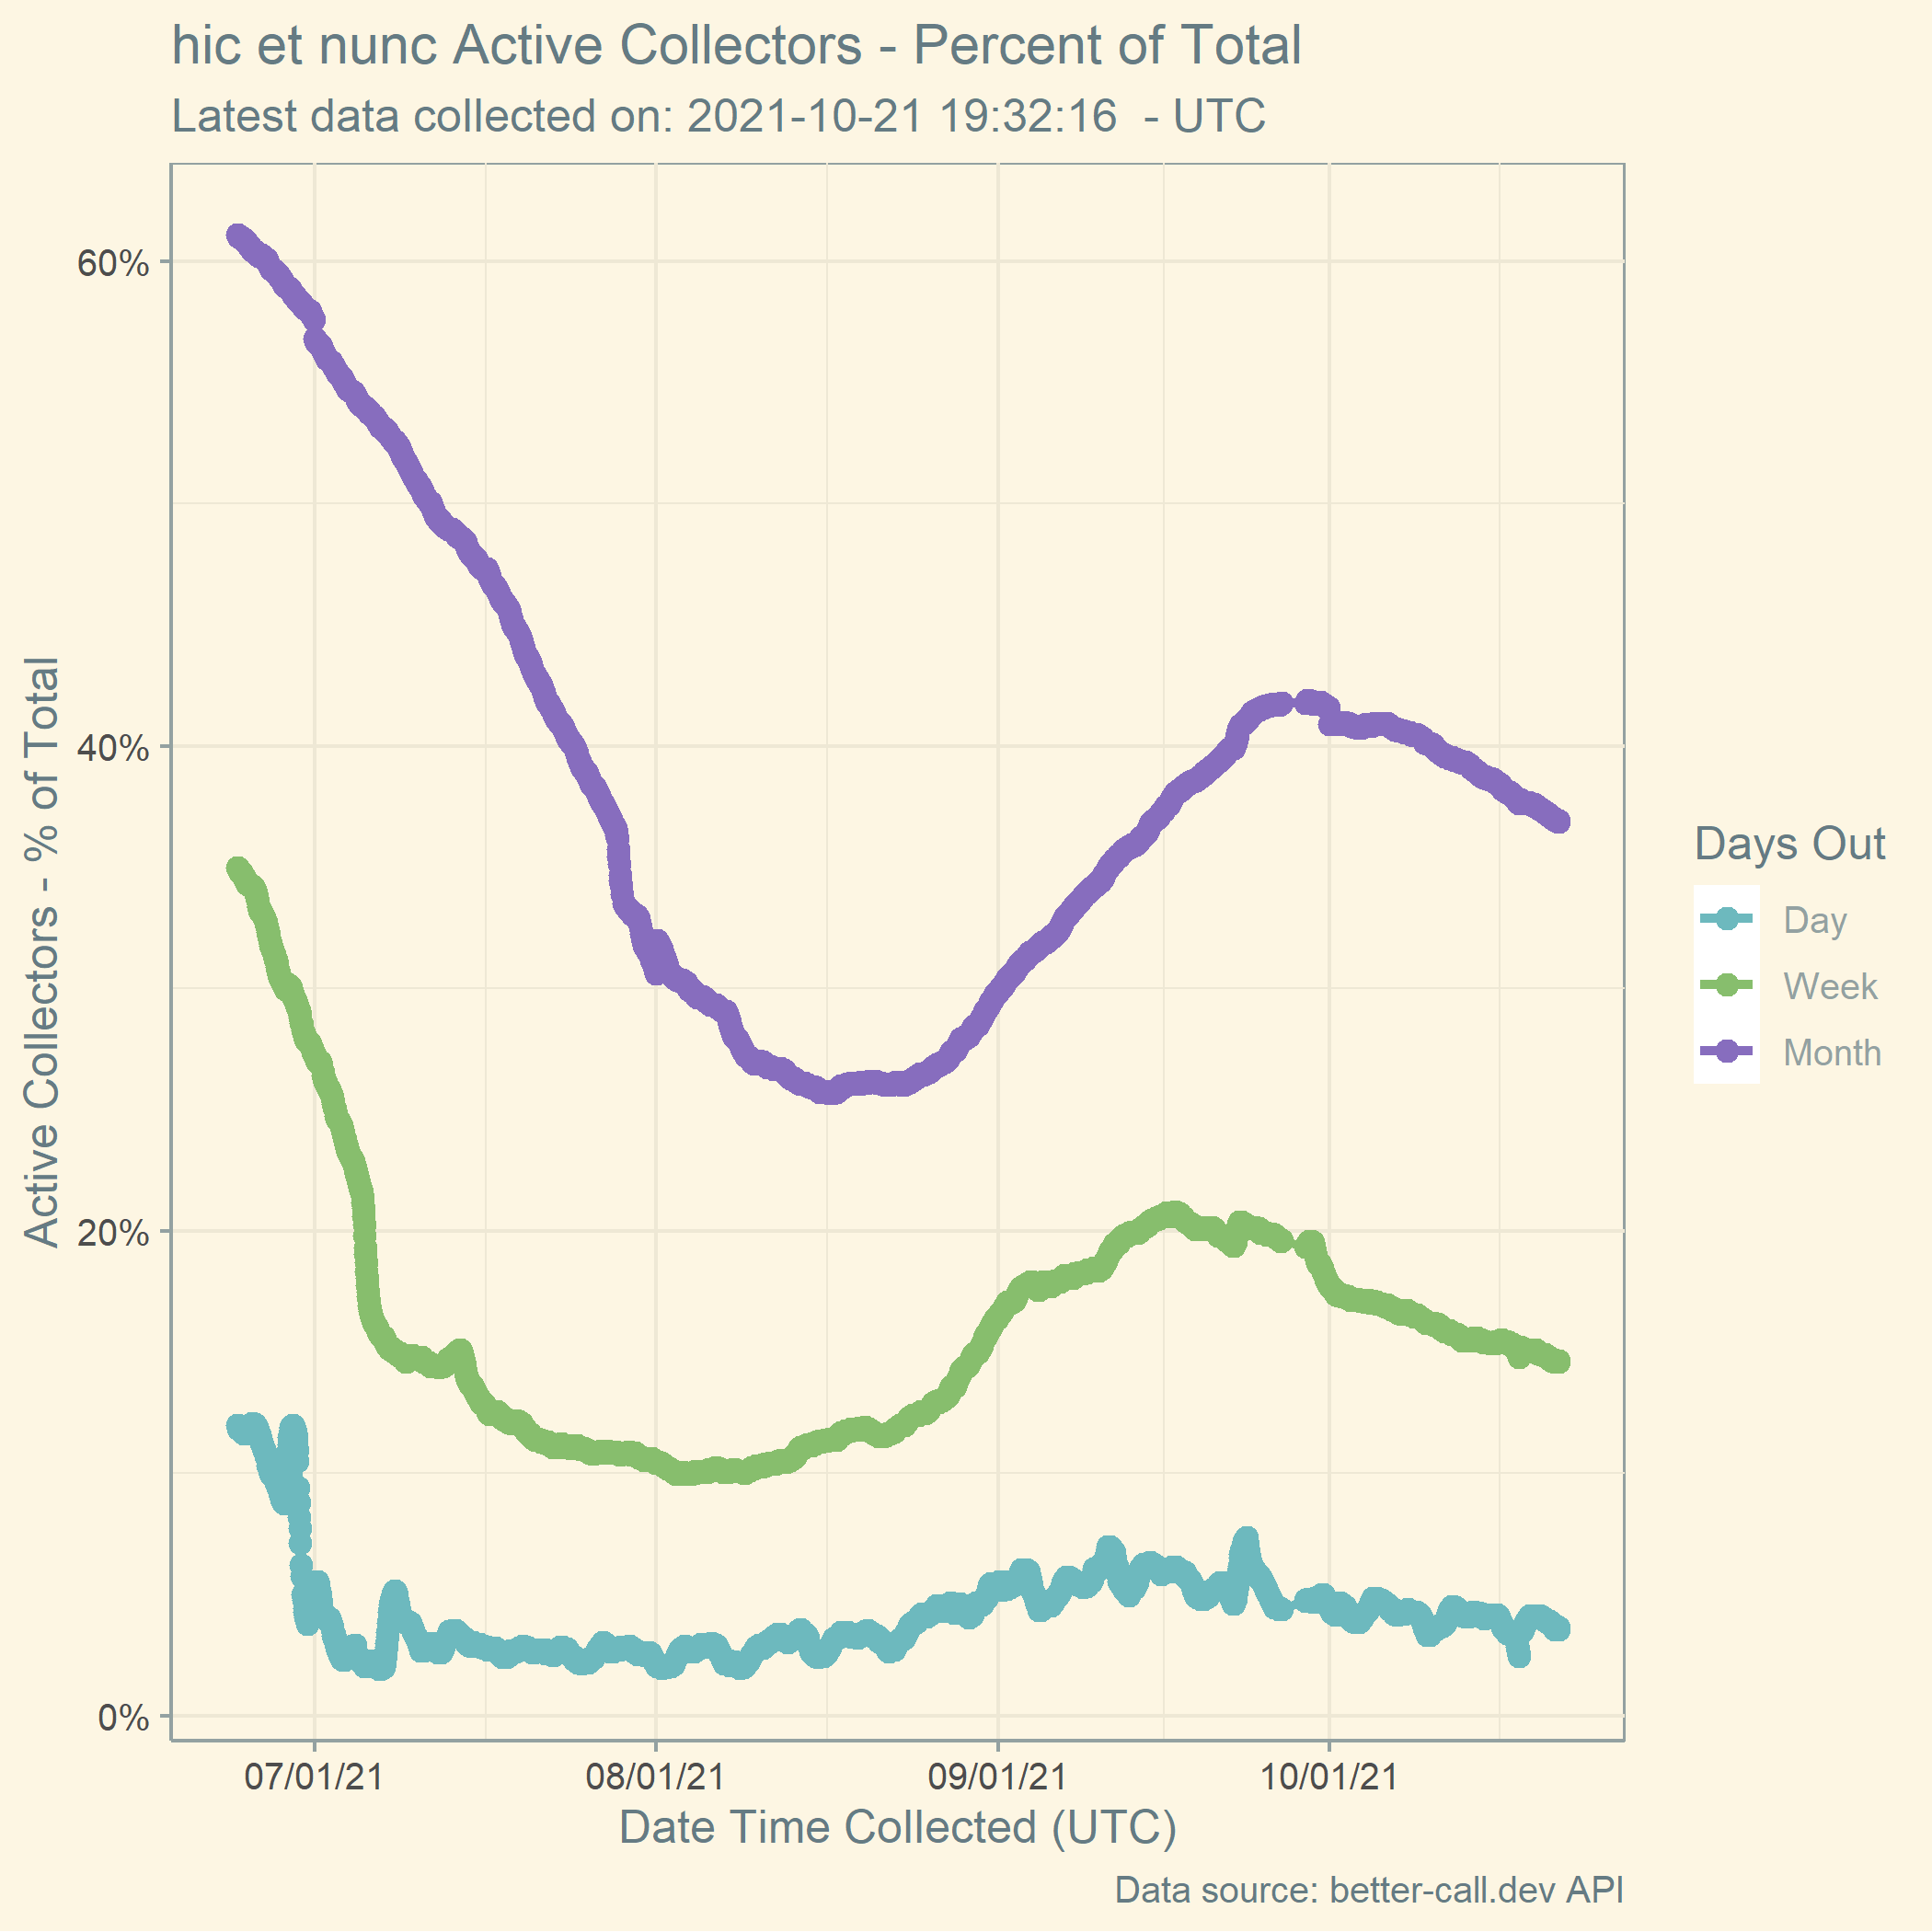 hic et nunc Active Collectors - Percent of Total
Latest data collected on: 2021-10-21 19:32:16  - UTC
Active Collectors - % of Total
60%
40%
20%
0%
07/01/21
08/01/21
09/01/21
10/01/21
Date Time Collected (UTC)
Days Out
Day
Week
Month
Data source: better-call.dev API